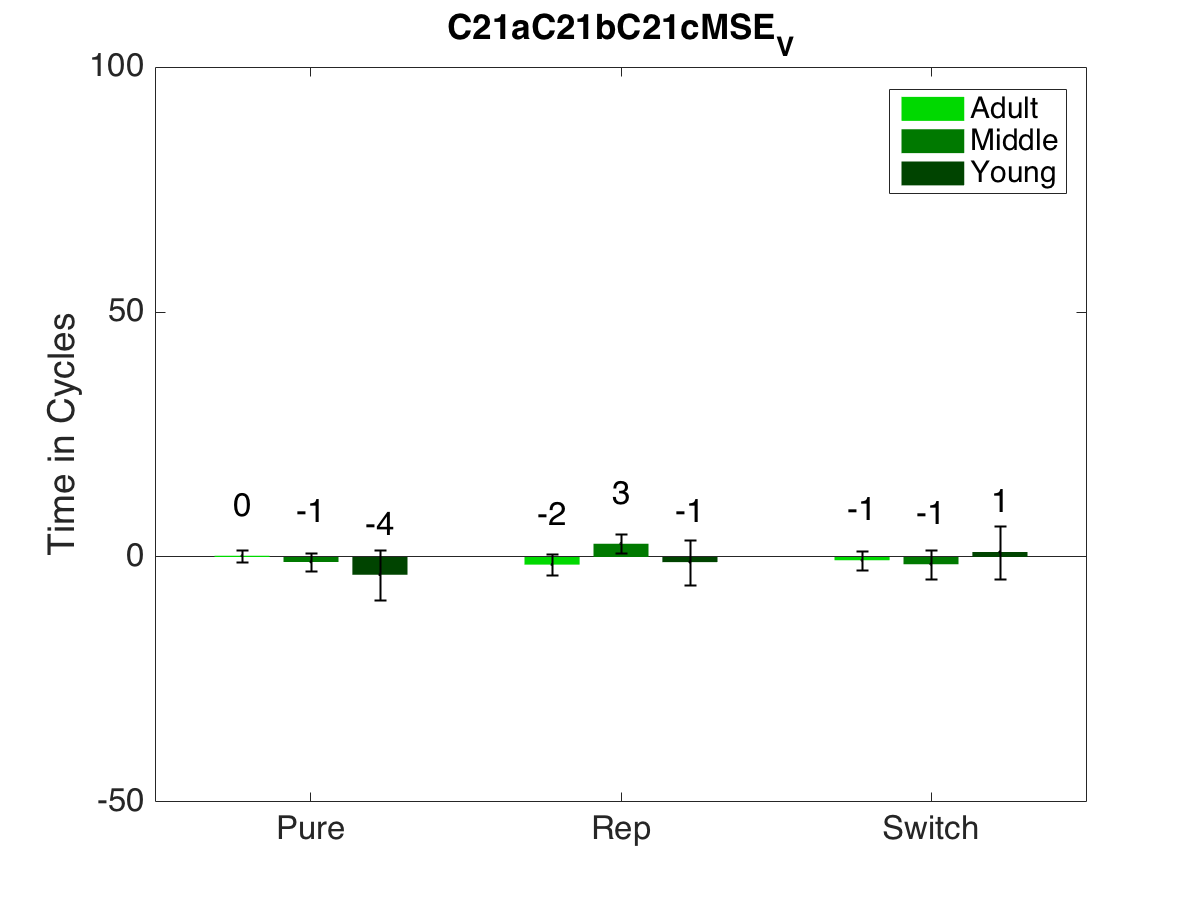 C21aC21bC21cMSE_V
100
50
0
-50
Time in Cycles
Adult
Middle
Young
0 -1 -4 -2 3 -1 -1 -1 1
Pure Rep Switch